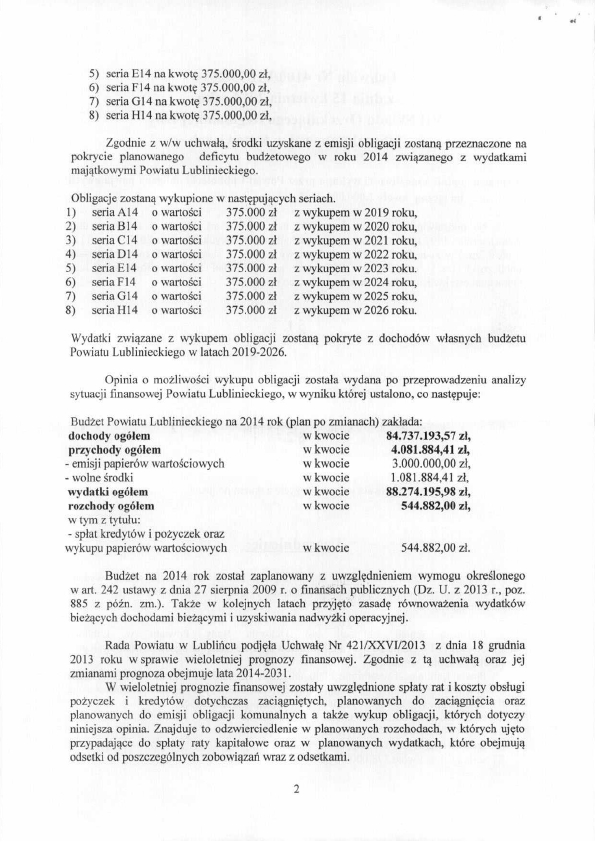 5) seria E14 na kwotę 375.000,00 zł,
6) seria F14 na kwotę 375.000,00 zł,
7) seria G14 na kwotę 375.000,00 zł,
8) seria H14 na kwotę 375.000,00 zł,
Zgodnie z w/w uchwałą, środki uzyskane z emisji obligacji zostaną przeznaczone na
pokrycie planowanego deficytu budżetowego w roku 2014 związanego z wydatkami
majątkowymi Powiatu Lublinieckiego.
Obligacje zostaną wykupione w następujących seriach.
1) seria A14 o wartości 375.000 zł z wykupem w 2019 roku,
2) seria B14 o wartości 375.000 zł z wykupem w 2020 roku,
3) seria C14 o wartości 375.000 zł z wykupem w 2021 roku,
4) seria D14 o wartości 375.000 zł z wykupem w 2022 roku,
5) seria E14 o wartości 375.000 zł z wykupem w 2023 roku.
6) seria F14 o wartości 375.000 zł z wykupem w 2024 roku,
7) seria G14 o wartości 375.000 zł z wykupem w 2025 roku,
8) seria H14 o wartości 375.000 zł z wykupem w 2026 roku.
Wydatki związane z wykupem obligacji zostaną pokryte z dochodów własnych budżetu
Powiatu Lublinieckiego w latach 2019-2026.
Opinia o możliwości wykupu obligacji została wydana po przeprowadzeniu analizy
sytuacji finansowej Powiatu Lublinieckiego, w wyniku której ustalono, co następuje:
Budżet Powiatu Lublinieckiego na 2014 rok (plan po zmianach) zakłada:
dochody ogółem w kwocie 84.737.193,57 zł,
przychody ogółem w kwocie 4.081.884,41 zł,
- emisji papierów wartościowych w kwocie 3.000.000,00 zł,
- wolne środki w kwocie 1.081.884,41 zł,
wydatki ogółem w kwocie 88.274.195,98 zł,
rozchody ogółem w kwocie 544.882,00 zł,
w tym z tytułu:
- spłat kredytów i pożyczek oraz
wykupu papierów wartościowych w kwocie 544.882,00 zł.
Budżet na 2014 rok został zaplanowany z uwzględnieniem wymogu określonego
w art. 242 ustawy z dnia 27 sierpnia 2009 r. o finansach publicznych (Dz. U. z 2013 r., poz.
885 z późn. zm.). Także w kolejnych latach przyjęto zasadę równoważenia wydatków
bieżących dochodami bieżącymi i uzyskiwania nadwyżki operacyjnej.
Rada Powiatu w Lublińcu podjęła Uchwałę Nr 421/XXVI/2013 z dnia 18 grudnia
2013 roku w sprawie wieloletniej prognozy finansowej. Zgodnie z tą uchwałą oraz jej
zmianami prognoza obejmuje lata 2014-2031.
W wieloletniej prognozie finansowej zostały uwzględnione spłaty rat i koszty obsługi
pożyczek i kredytów dotychczas zaciągniętych, planowanych do zaciągnięcia oraz
planowanych do emisji obligacji komunalnych a także wykup obligacji, których dotyczy
niniejsza opinia. Znajduje to odzwierciedlenie w planowanych rozchodach, w których ujęto
przypadające do spłaty raty kapitałowe oraz w planowanych wydatkach, które obejmują
odsetki od poszczególnych zobowiązań wraz z odsetkami.
2